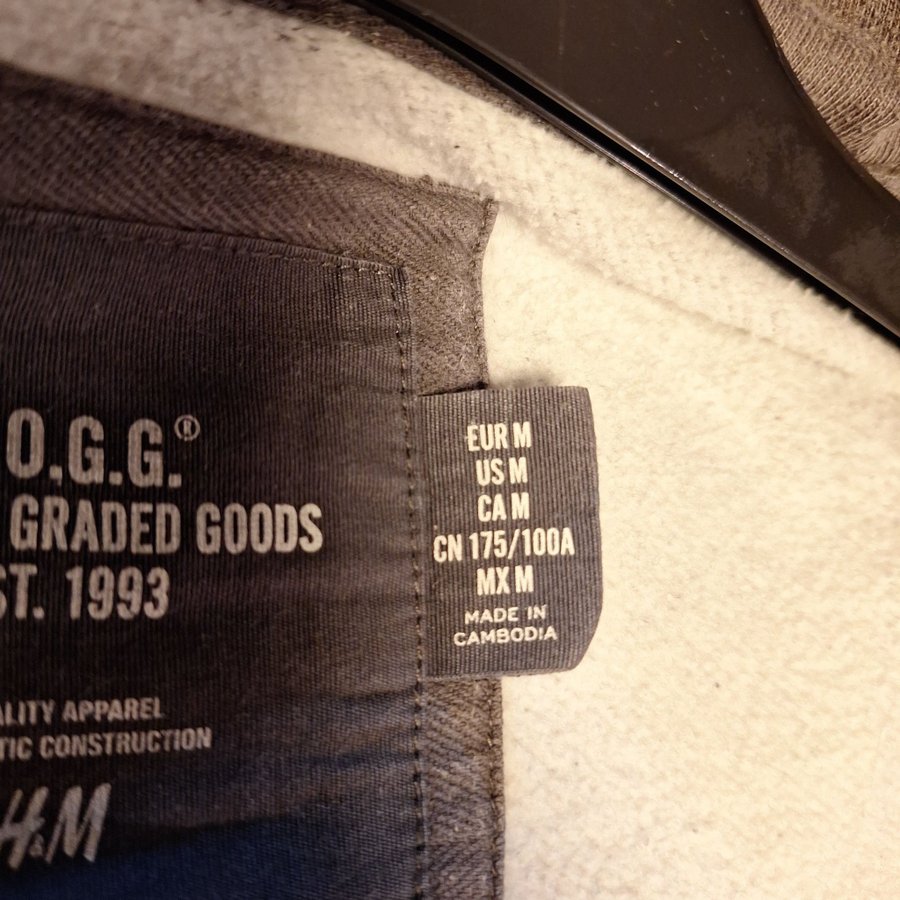 O.G.G.®
GRADED GOODS
ST. 1993
ALITY APPAREL
TIC CONSTRUCTION
H&M
EUR M
US M
CA M
CN 175/100A
MX M
MADE IN
CAMBODIA